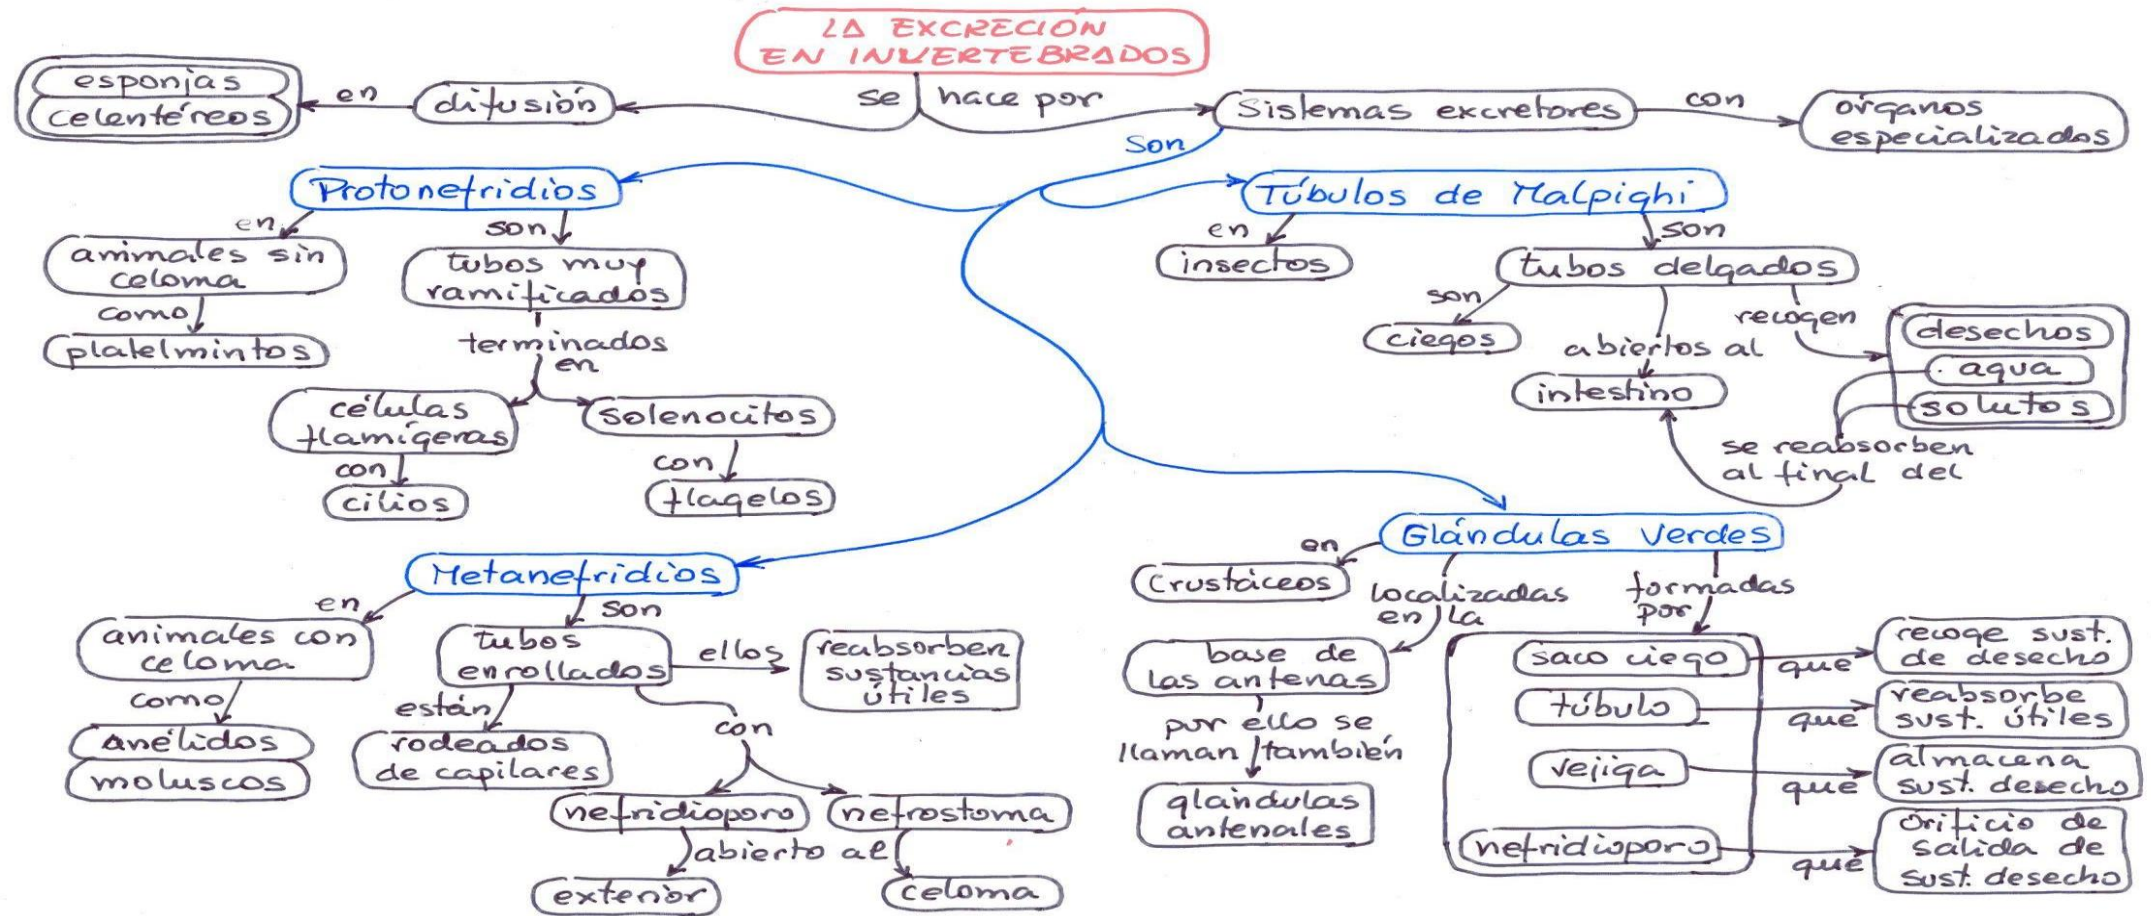 LA EXCRECIÓN
EN INVERTEBRADOS
se hace por
difusión
en
esponjas
celentéreos
Sistemas excretores
con
órganos
especializados
Son
Protonefridios
en
animales sin
celoma
como
platelmintos
son
tubos muy
ramificados
terminados
en
células
flamígeras
con
cilios
solenocitos
con
flagelos
Túbulos de Malpighi
en
insectos
son
tubos delgados
son
ciegos
abiertos al
intestino
recogen
desechos
agua
solutos
se reabsorben
al final del
Metanefridios
en
animales con
celoma
como
anélidos
moluscos
son
tubos
enrollados
ellos
reabsorben
sustancias
útiles
están
rodeados
de capilares
con
nefridioporo
nefrostoma
abierto al
exterior
celoma
Glándulas Verdes
en
Crustáceos
localizadas
en la
base de
las antenas
por ello se
llaman también
glándulas
antenales
formadas
por
saco ciego
que
recoge sust.
de desecho
túbulo
que
reabsorbe
sust. útiles
vejiga
que
almacena
sust. desecho
nefridioporo
que
Orificio de
salida de
sust. desecho